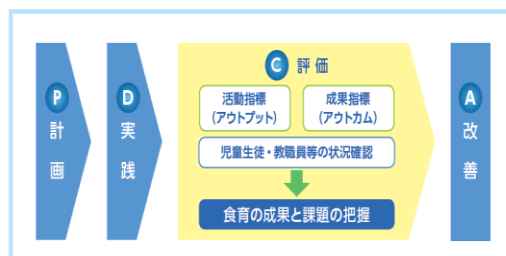 P
計画
D
実践
C 評価
活動指標
（アウトプット）
成果指標
（アウトカム）
児童生徒・教職員等の状況確認
食育の成果と課題の把握
A
改善